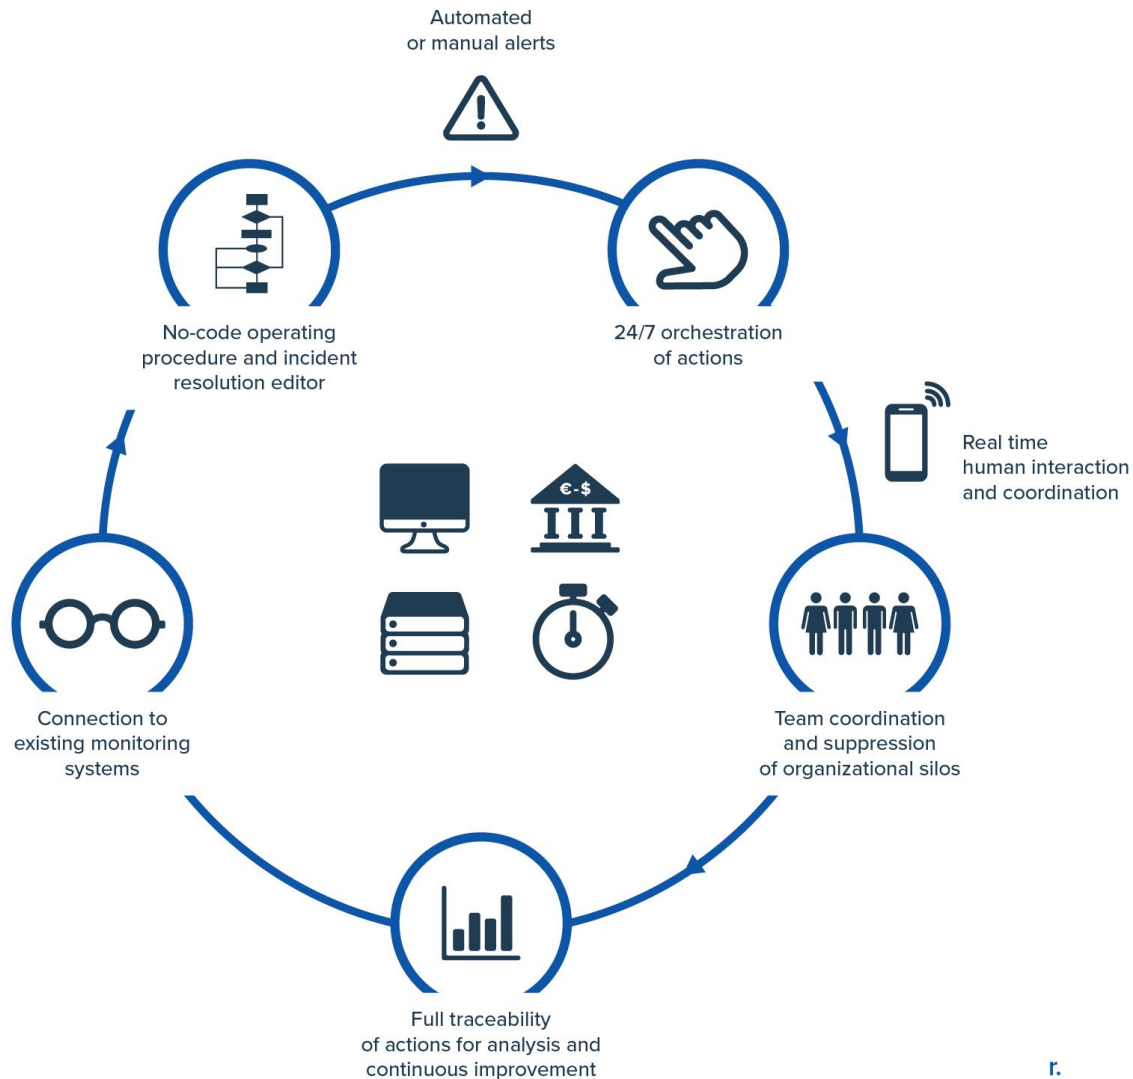 Automated
or manual alerts
No-code operating
procedure and incident
resolution editor
24/7 orchestration
of actions
Real time
human interaction
and coordination
€-$
Connection to
existing monitoring
systems
Team coordination
and suppression
of organizational silos
Full traceability
of actions for analysis and
continuous improvement
r.